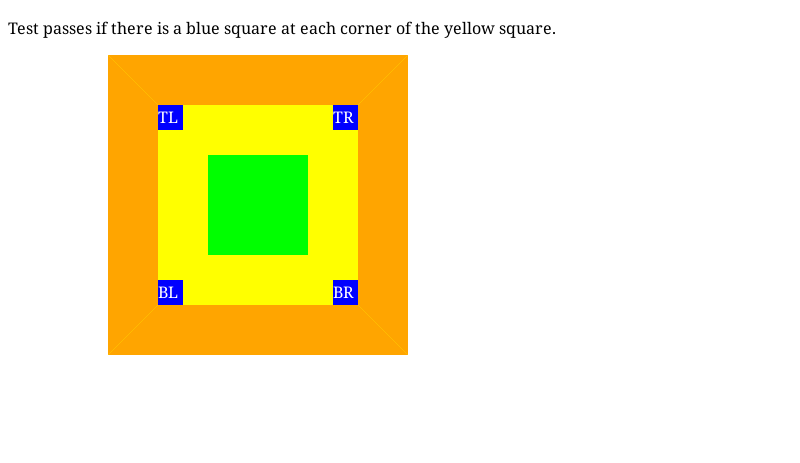 Test passes if there is a blue square at each corner of the yellow square.
TL TR
BL BR